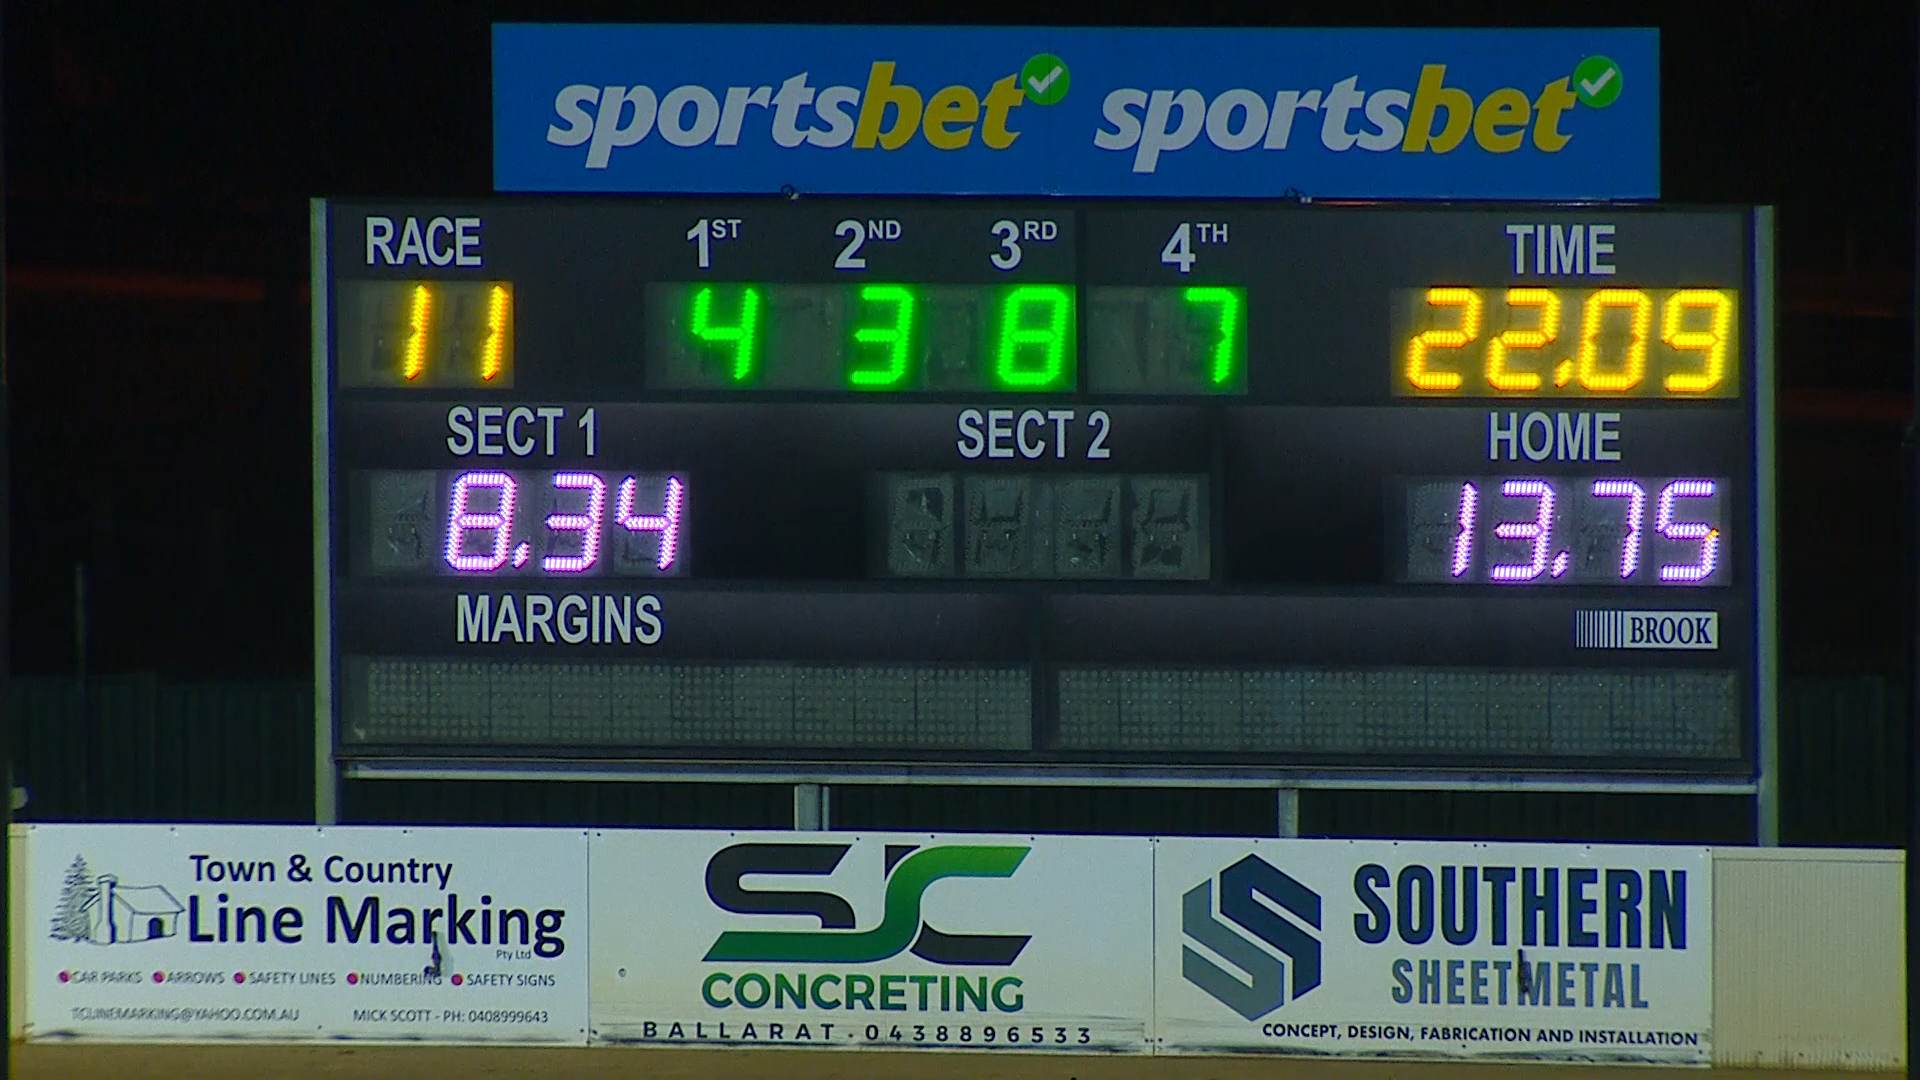 sportsbet sportsbet
RACE 1ST 2ND 3RD 4TH TIME
11 4 3 8 7 22.09
SECT 1 SECT 2 HOME
8.34 13.75
MARGINS
BROOK
Town & Country
Line Marking
Pty Ltd
CAR PARKS ARROWS SAFETY LINES NUMBERING SAFETY SIGNS
TCLINEMARKING@YAHOO.COM.AU MICK SCOTT - PH: 0408999643
SJC
CONCRETING
BALLARAT . 0438896533
SOUTHERN
SHEETMETAL
CONCEPT, DESIGN, FABRICATION AND INSTALLATION